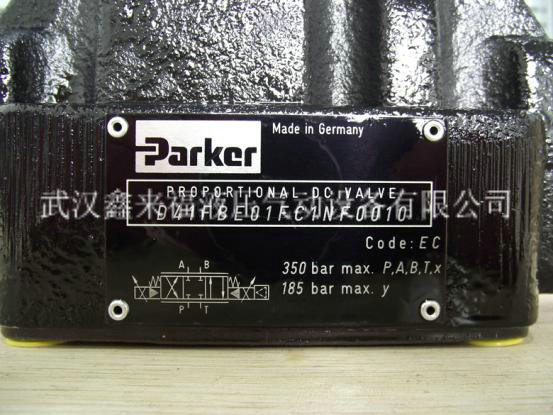 Parker
Made in Germany
PROPORTIONAL-DC VALVE
D41FBE01FC1NF0010
Code: EC
350 bar max. P,A,B,T,x
185 bar max. y
A B
P T
武汉鑫来福液压气动设备有限公司